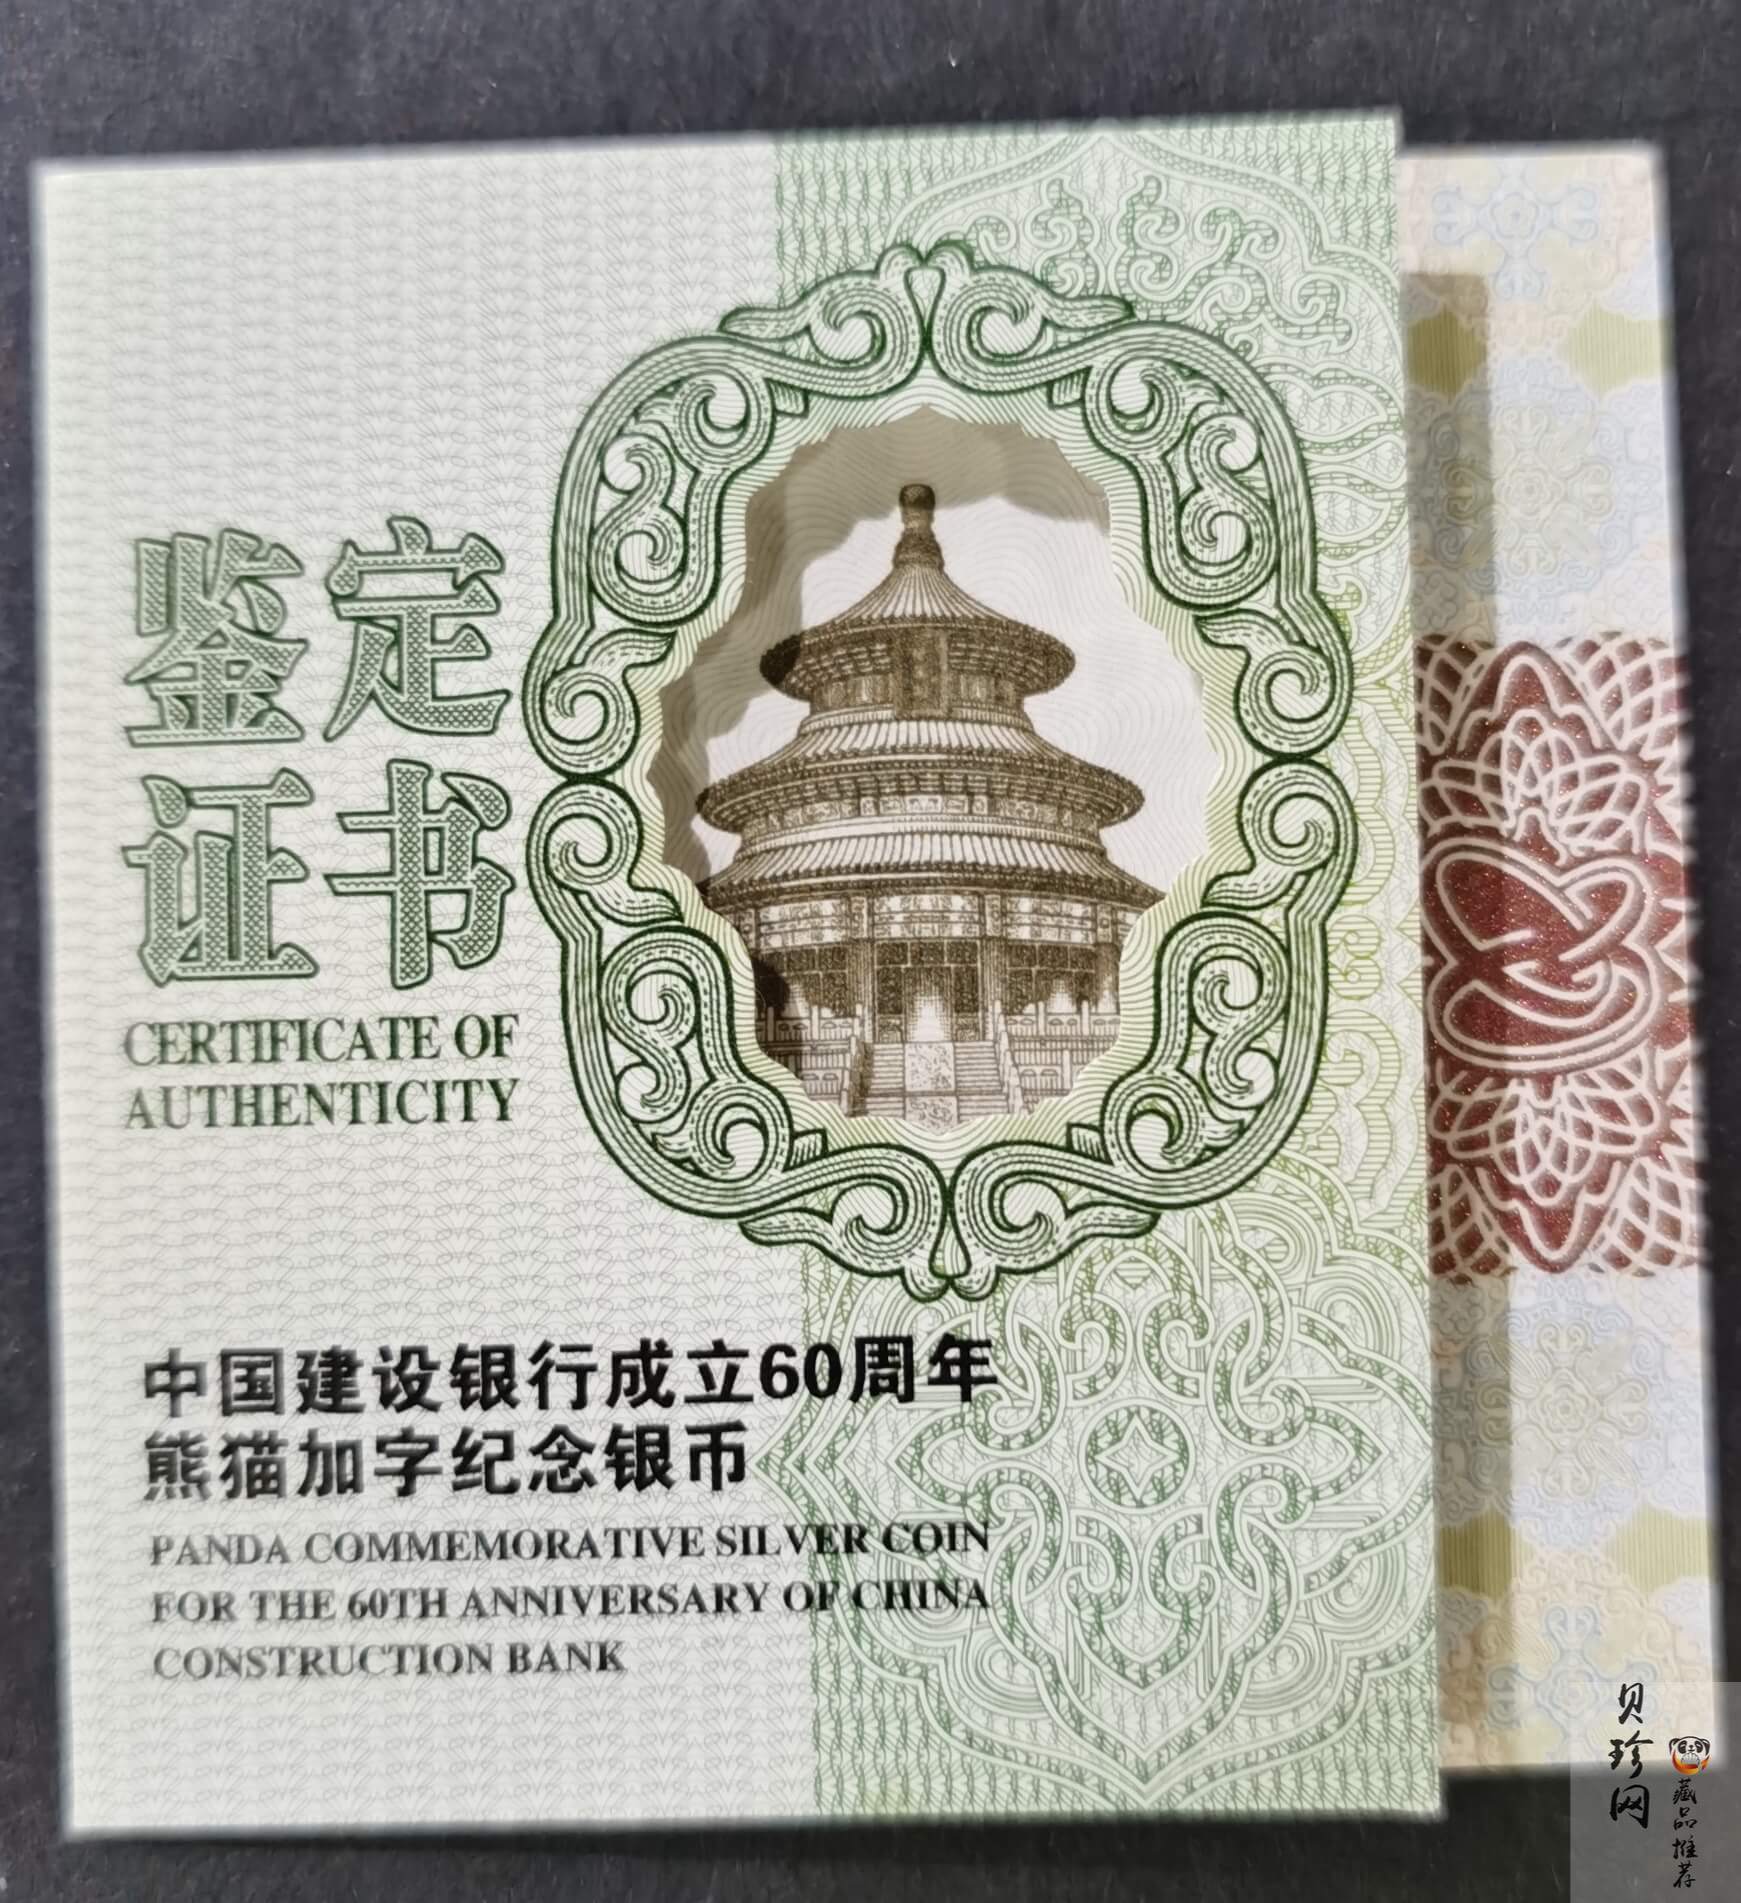 鉴定
证书
CERTIFICATE OF
AUTHENTICITY
中国建设银行成立60周年
熊猫加字纪念银币
PANDA COMMEMORATIVE SILVER COIN
FOR THE 60TH ANNIVERSARY OF CHINA
CONSTRUCTION BANK
贝珍网
藏品推荐